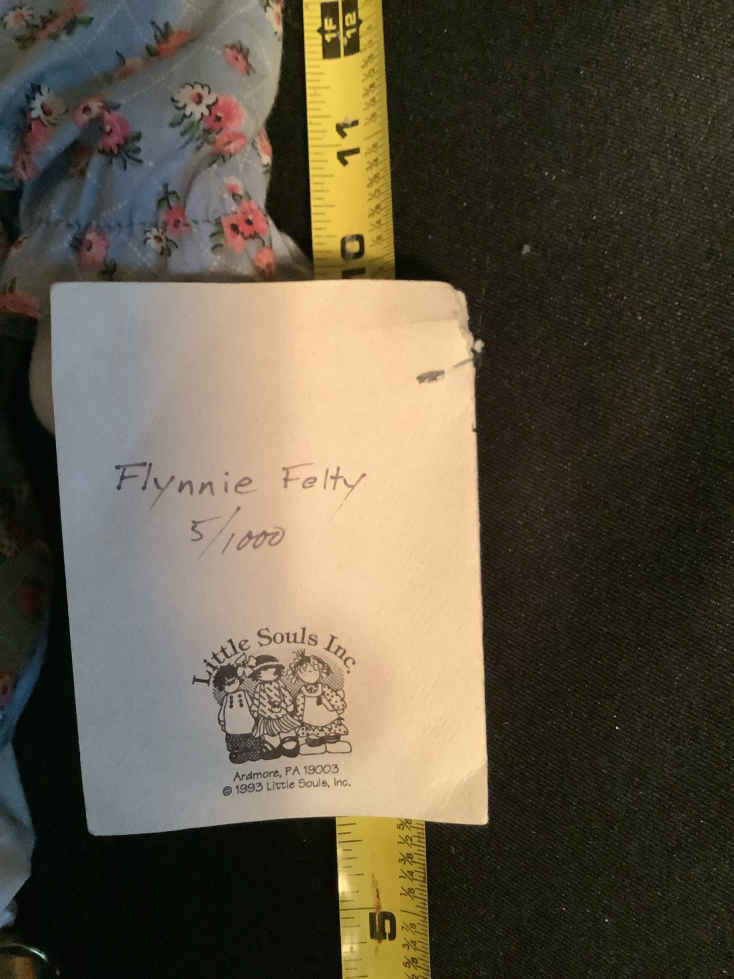 1F
12
11
10
Flynnie Felty
5/1000
Little Souls Inc.
Ardmore, PA 19003
© 1993 Little Souls, Inc.
5